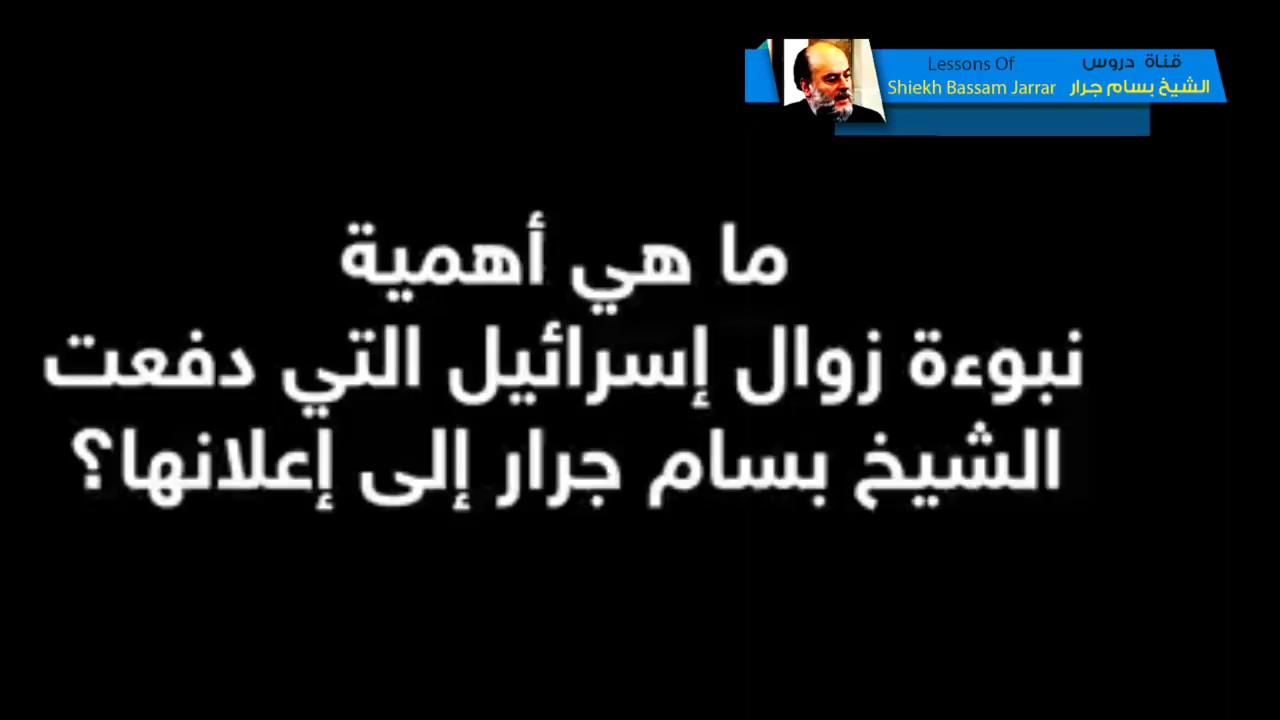 Lessons Of
Shiekh Bassam Jarrar
قناة دروس
الشيخ بسام جرار
ما هي أهمية
نبوءة زوال إسرائيل التي دفعت
الشيخ بسام جرار إلى إعلانها؟